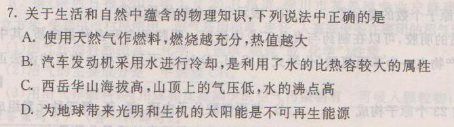 7. 关于生活和自然中蕴含的物理知识,下列说法中正确的是
A. 使用天然气作燃料,燃烧越充分,热值越大
B. 汽车发动机采用水进行冷却,是利用了水的比热容较大的属性
C. 西岳华山海拔高,山顶上的气压低,水的沸点高
D. 为地球带来光明和生机的太阳能是不可再生能源